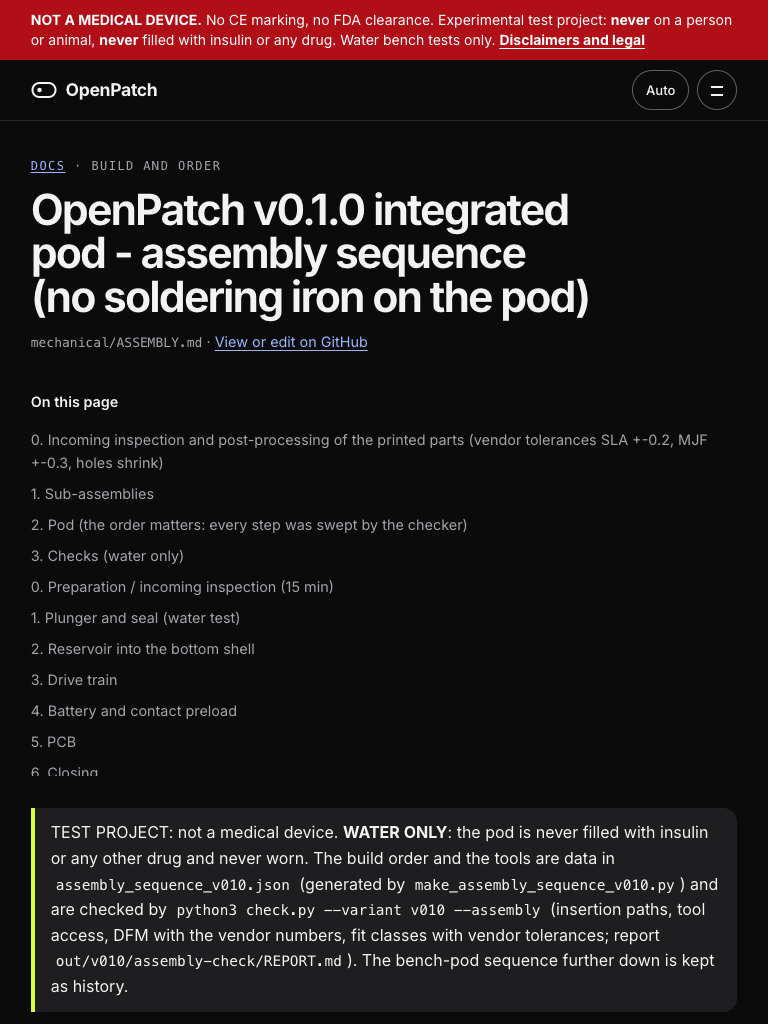 NOT A MEDICAL DEVICE. No CE marking, no FDA clearance. Experimental test project: never on a person
or animal, never filled with insulin or any drug. Water bench tests only. Disclaimers and legal
OpenPatch
Auto
DOCS · BUILD AND ORDER
OpenPatch v0.1.0 integrated
pod - assembly sequence
(no soldering iron on the pod)
mechanical/ASSEMBLY.md · View or edit on GitHub
On this page
0. Incoming inspection and post-processing of the printed parts (vendor tolerances SLA +-0.2, MJF
+-0.3, holes shrink)
1. Sub-assemblies
2. Pod (the order matters: every step was swept by the checker)
3. Checks (water only)
0. Preparation / incoming inspection (15 min)
1. Plunger and seal (water test)
2. Reservoir into the bottom shell
3. Drive train
4. Battery and contact preload
5. PCB
6. Closing
TEST PROJECT: not a medical device. WATER ONLY: the pod is never filled with insulin
or any other drug and never worn. The build order and the tools are data in
assembly_sequence_v010.json (generated by make_assembly_sequence_v010.py) and
are checked by python3 check.py --variant v010 --assembly (insertion paths, tool
access, DFM with the vendor numbers, fit classes with vendor tolerances; report
out/v010/assembly-check/REPORT.md). The bench-pod sequence further down is kept
as history.